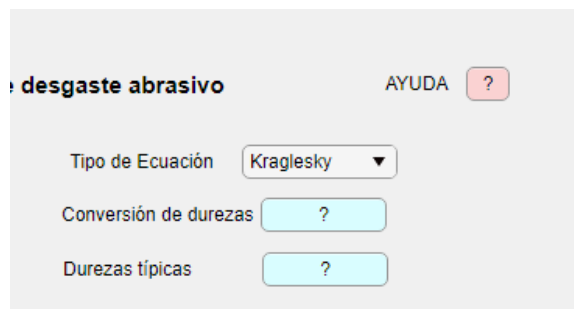 desgaste abrasivo AYUDA ?
Tipo de Ecuación Kraglesky
Conversión de durezas ?
Durezas típicas ?